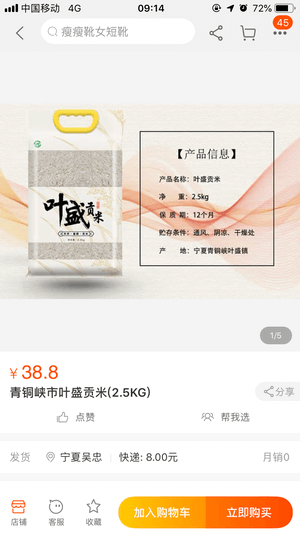 中国移动 4G 09:14 72%
瘦瘦靴女短靴
45
叶盛
贡米
【产品信息】
产品名称：叶盛贡米
净 重：2.5kg
保 质 期：12个月
贮存条件：通风、阴凉、干燥处
产 地：宁夏青铜峡叶盛镇
1/5
¥38.8
青铜峡市叶盛贡米(2.5KG)
分享
点赞 帮我选
发货 宁夏吴忠 快递: 8.00元 月销0
店铺 客服 收藏 加入购物车 立即购买